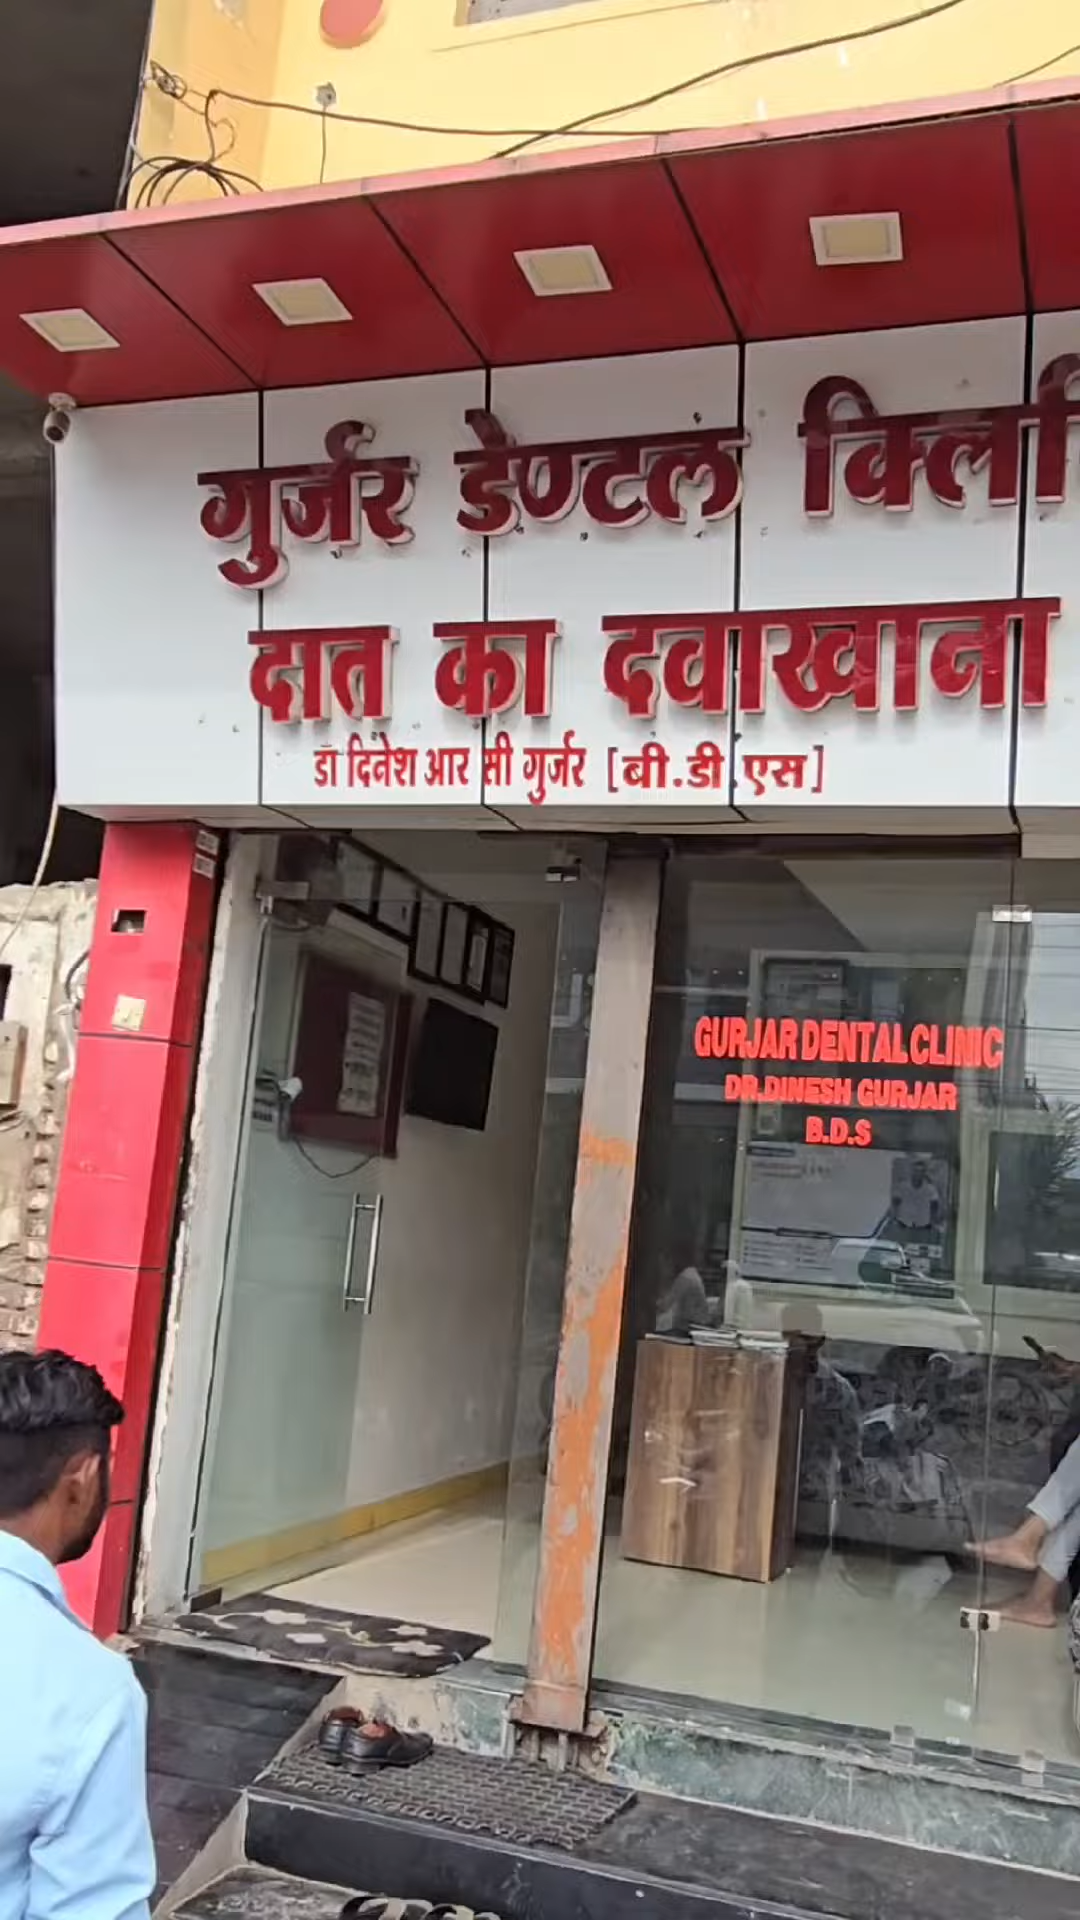 गुर्जर डेण्टल क्लि
दात का दवाखाना
डा दिनेश आर सी गुर्जर [बी.डी.एस]
GURJAR DENTAL CLINIC
DR.DINESH GURJAR
B.D.S